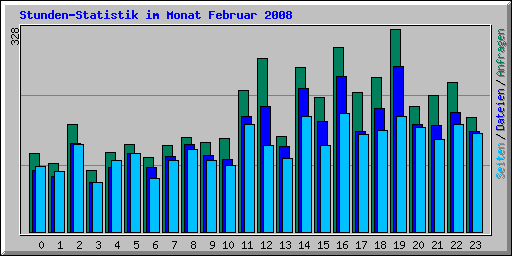 Stunden-Statistik im Monat Februar 2008
328
Seiten / Dateien / Anfragen
0 1 2 3 4 5 6 7 8 9 10 11 12 13 14 15 16 17 18 19 20 21 22 23